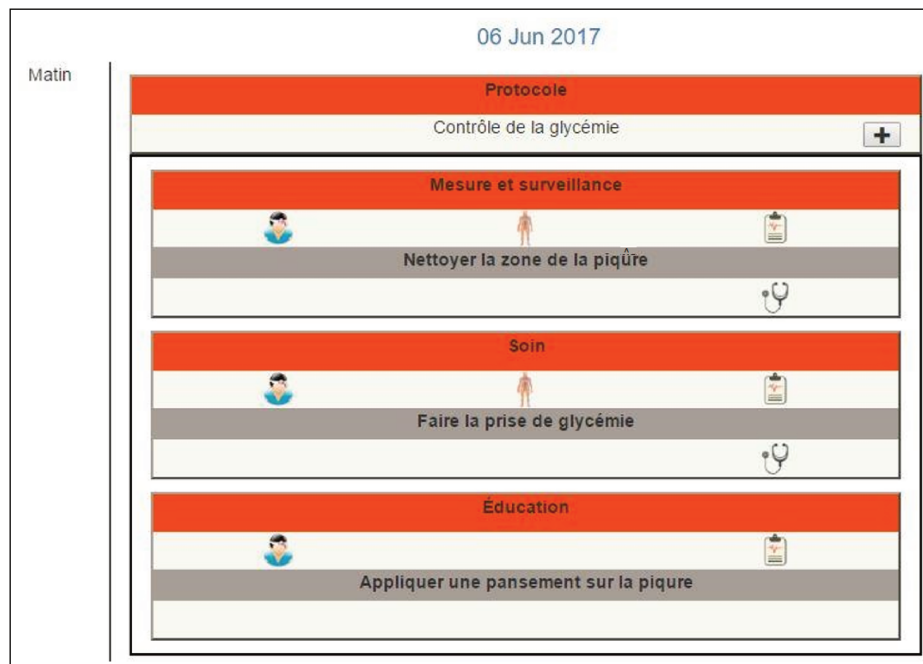 06 Jun 2017
Matin
Protocole
Contrôle de la glycémie
Mesure et surveillance
Nettoyer la zone de la piqûre
Soin
Faire la prise de glycémie
Éducation
Appliquer une pansement sur la piqure